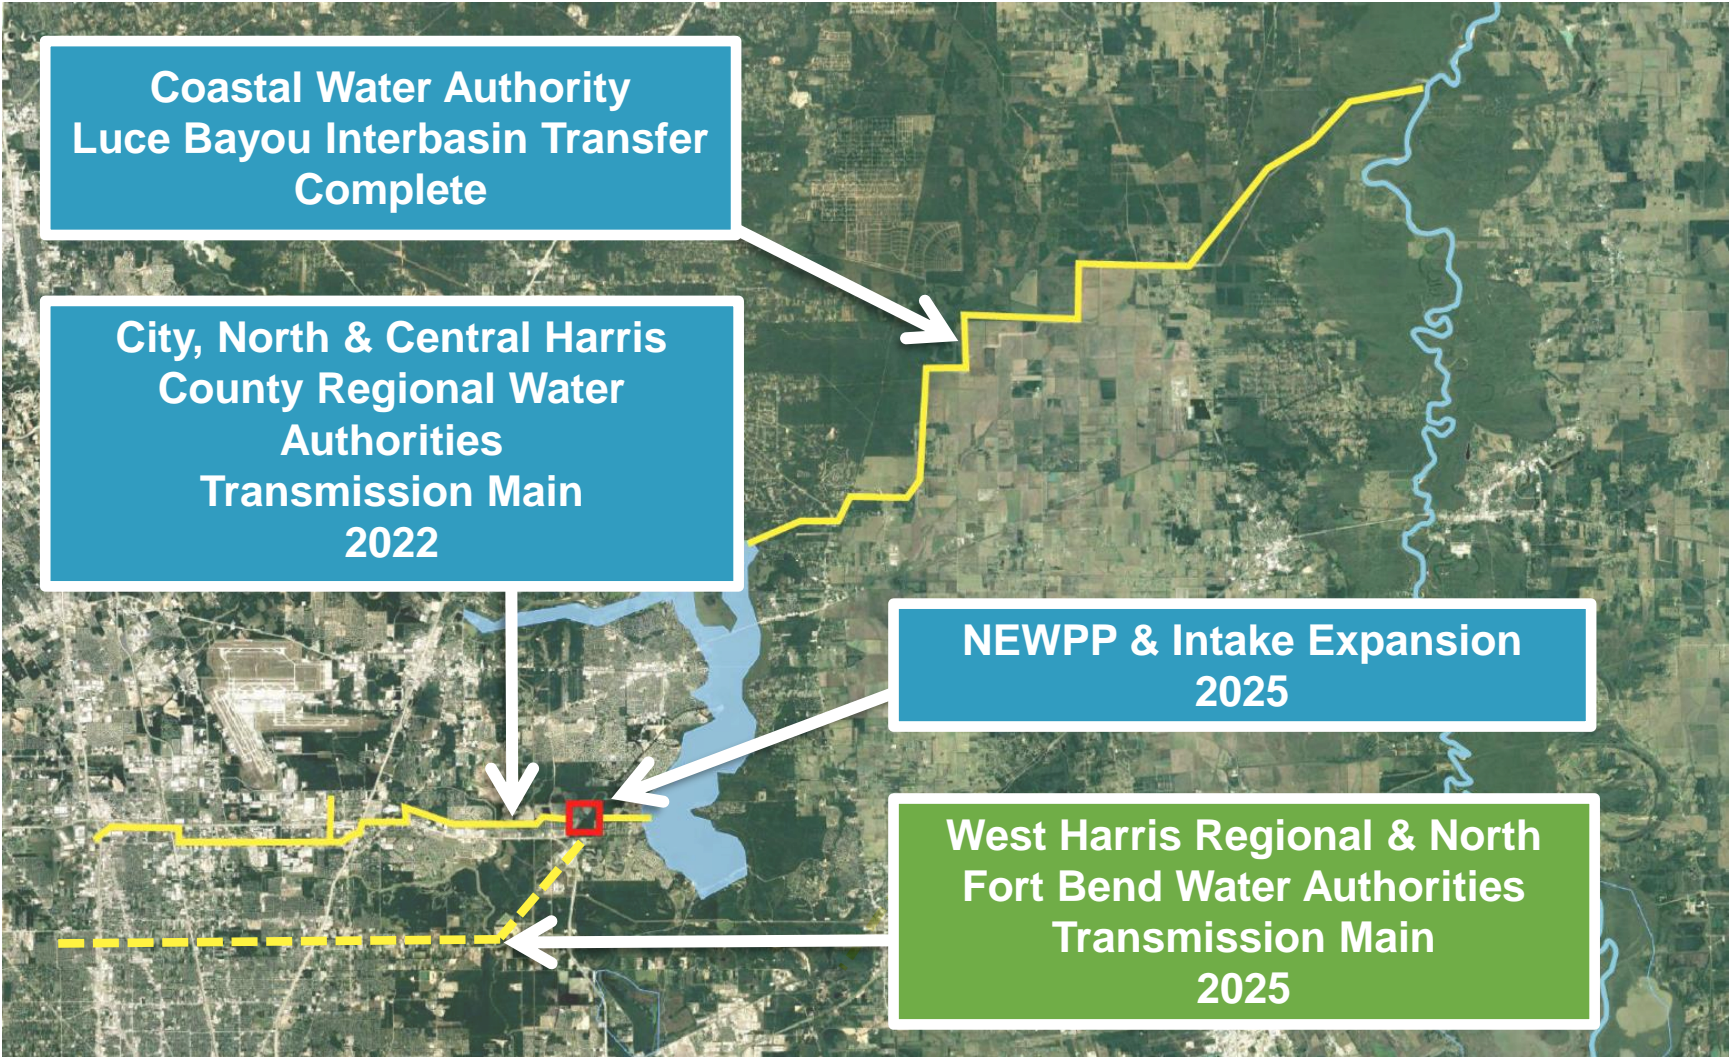 Coastal Water Authority
Luce Bayou Interbasin Transfer
Complete
City, North & Central Harris
County Regional Water
Authorities
Transmission Main
2022
NEWPP & Intake Expansion
2025
West Harris Regional & North
Fort Bend Water Authorities
Transmission Main
2025